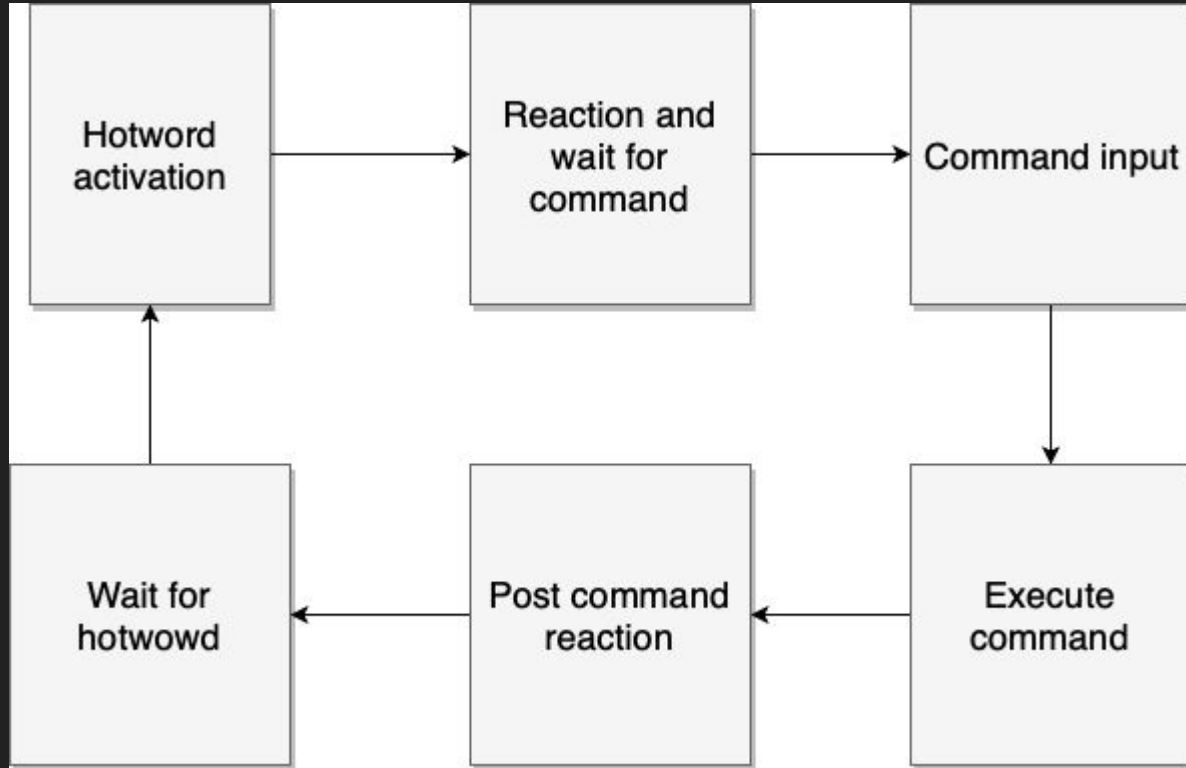 Hotword
activation
Reaction and
wait for
command
Command input
Wait for
hotwowd
Post command
reaction
Execute
command